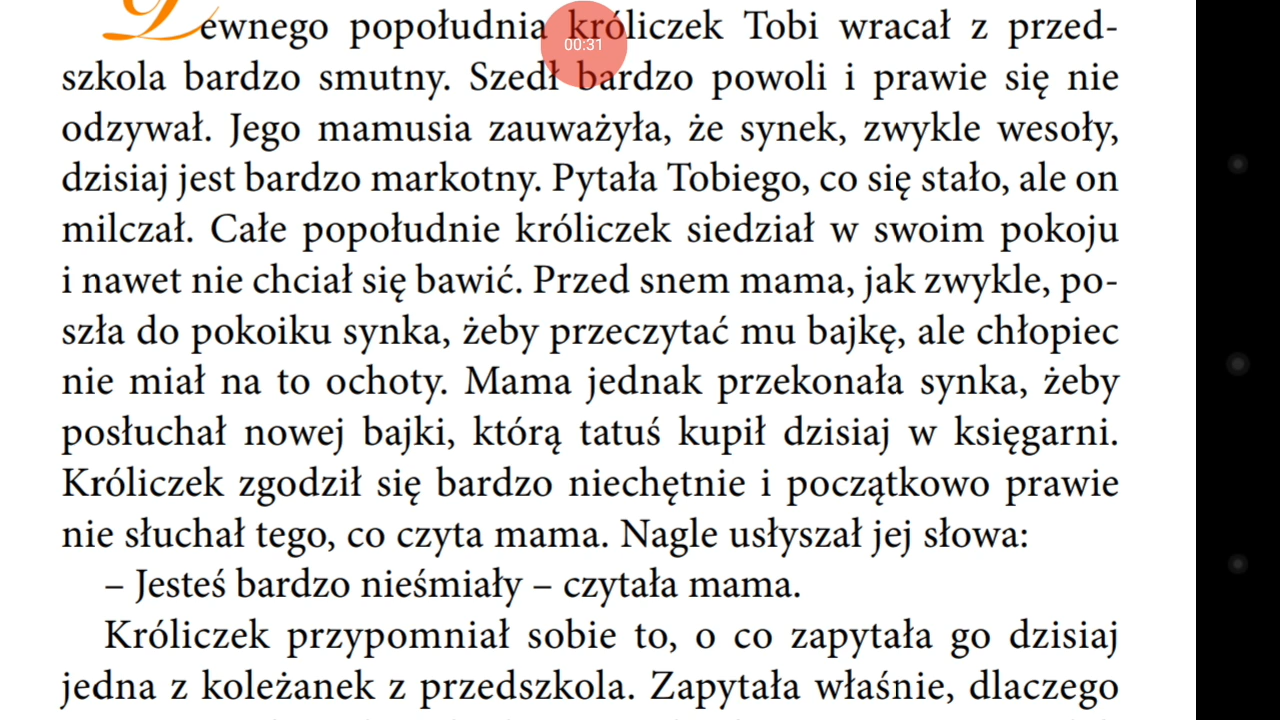 Pewnego popołudnia króliczek Tobi wracał z przed-
00:31
szkola bardzo smutny. Szedł bardzo powoli i prawie się nie
odzywał. Jego mamusia zauważyła, że synek, zwykle wesoły,
dzisiaj jest bardzo markotny. Pytała Tobiego, co się stało, ale on
milczał. Całe popołudnie króliczek siedział w swoim pokoju
i nawet nie chciał się bawić. Przed snem mama, jak zwykle, po-
szła do pokoiku synka, żeby przeczytać mu bajkę, ale chłopiec
nie miał na to ochoty. Mama jednak przekonała synka, żeby
posłuchał nowej bajki, którą tatuś kupił dzisiaj w księgarni.
Króliczek zgodził się bardzo niechętnie i początkowo prawie
nie słuchał tego, co czyta mama. Nagle usłyszał jej słowa:
– Jesteś bardzo nieśmiały – czytała mama.
Króliczek przypomniał sobie to, o co zapytała go dzisiaj
jedna z koleżanek z przedszkola. Zapytała właśnie, dlaczego